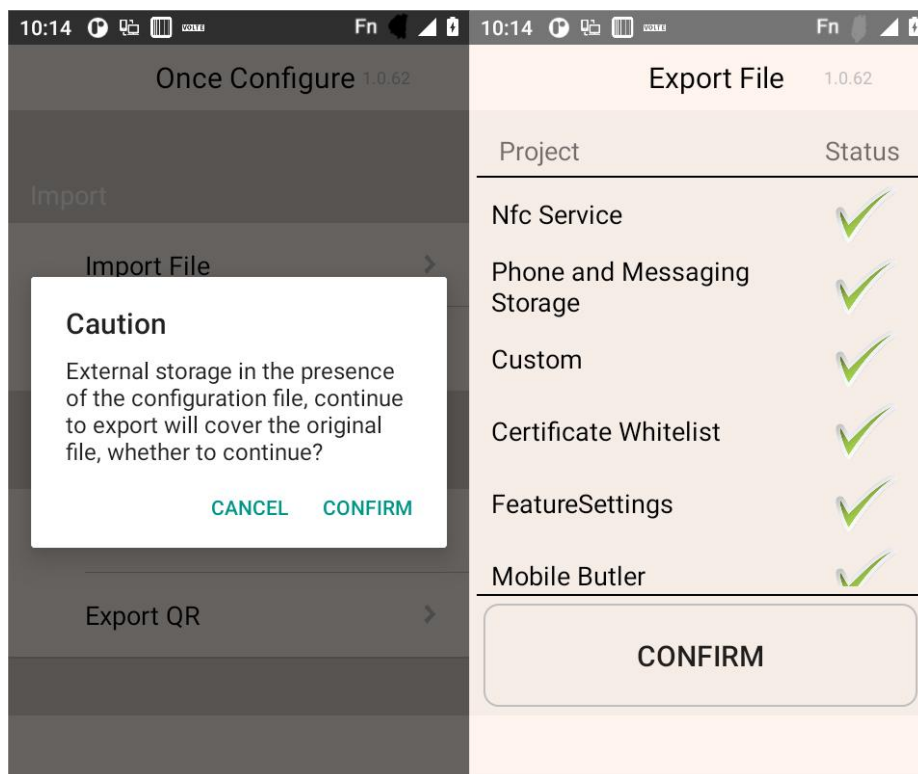 10:14
VoLTE
Fn
Once Configure 1.0.62
Import
Import File
Caution
External storage in the presence
of the configuration file, continue
to export will cover the original
file, whether to continue?
CANCEL CONFIRM
Export QR
10:14
VoLTE
Fn
Export File 1.0.62
Project Status
Nfc Service
Phone and Messaging
Storage
Custom
Certificate Whitelist
FeatureSettings
Mobile Butler
CONFIRM